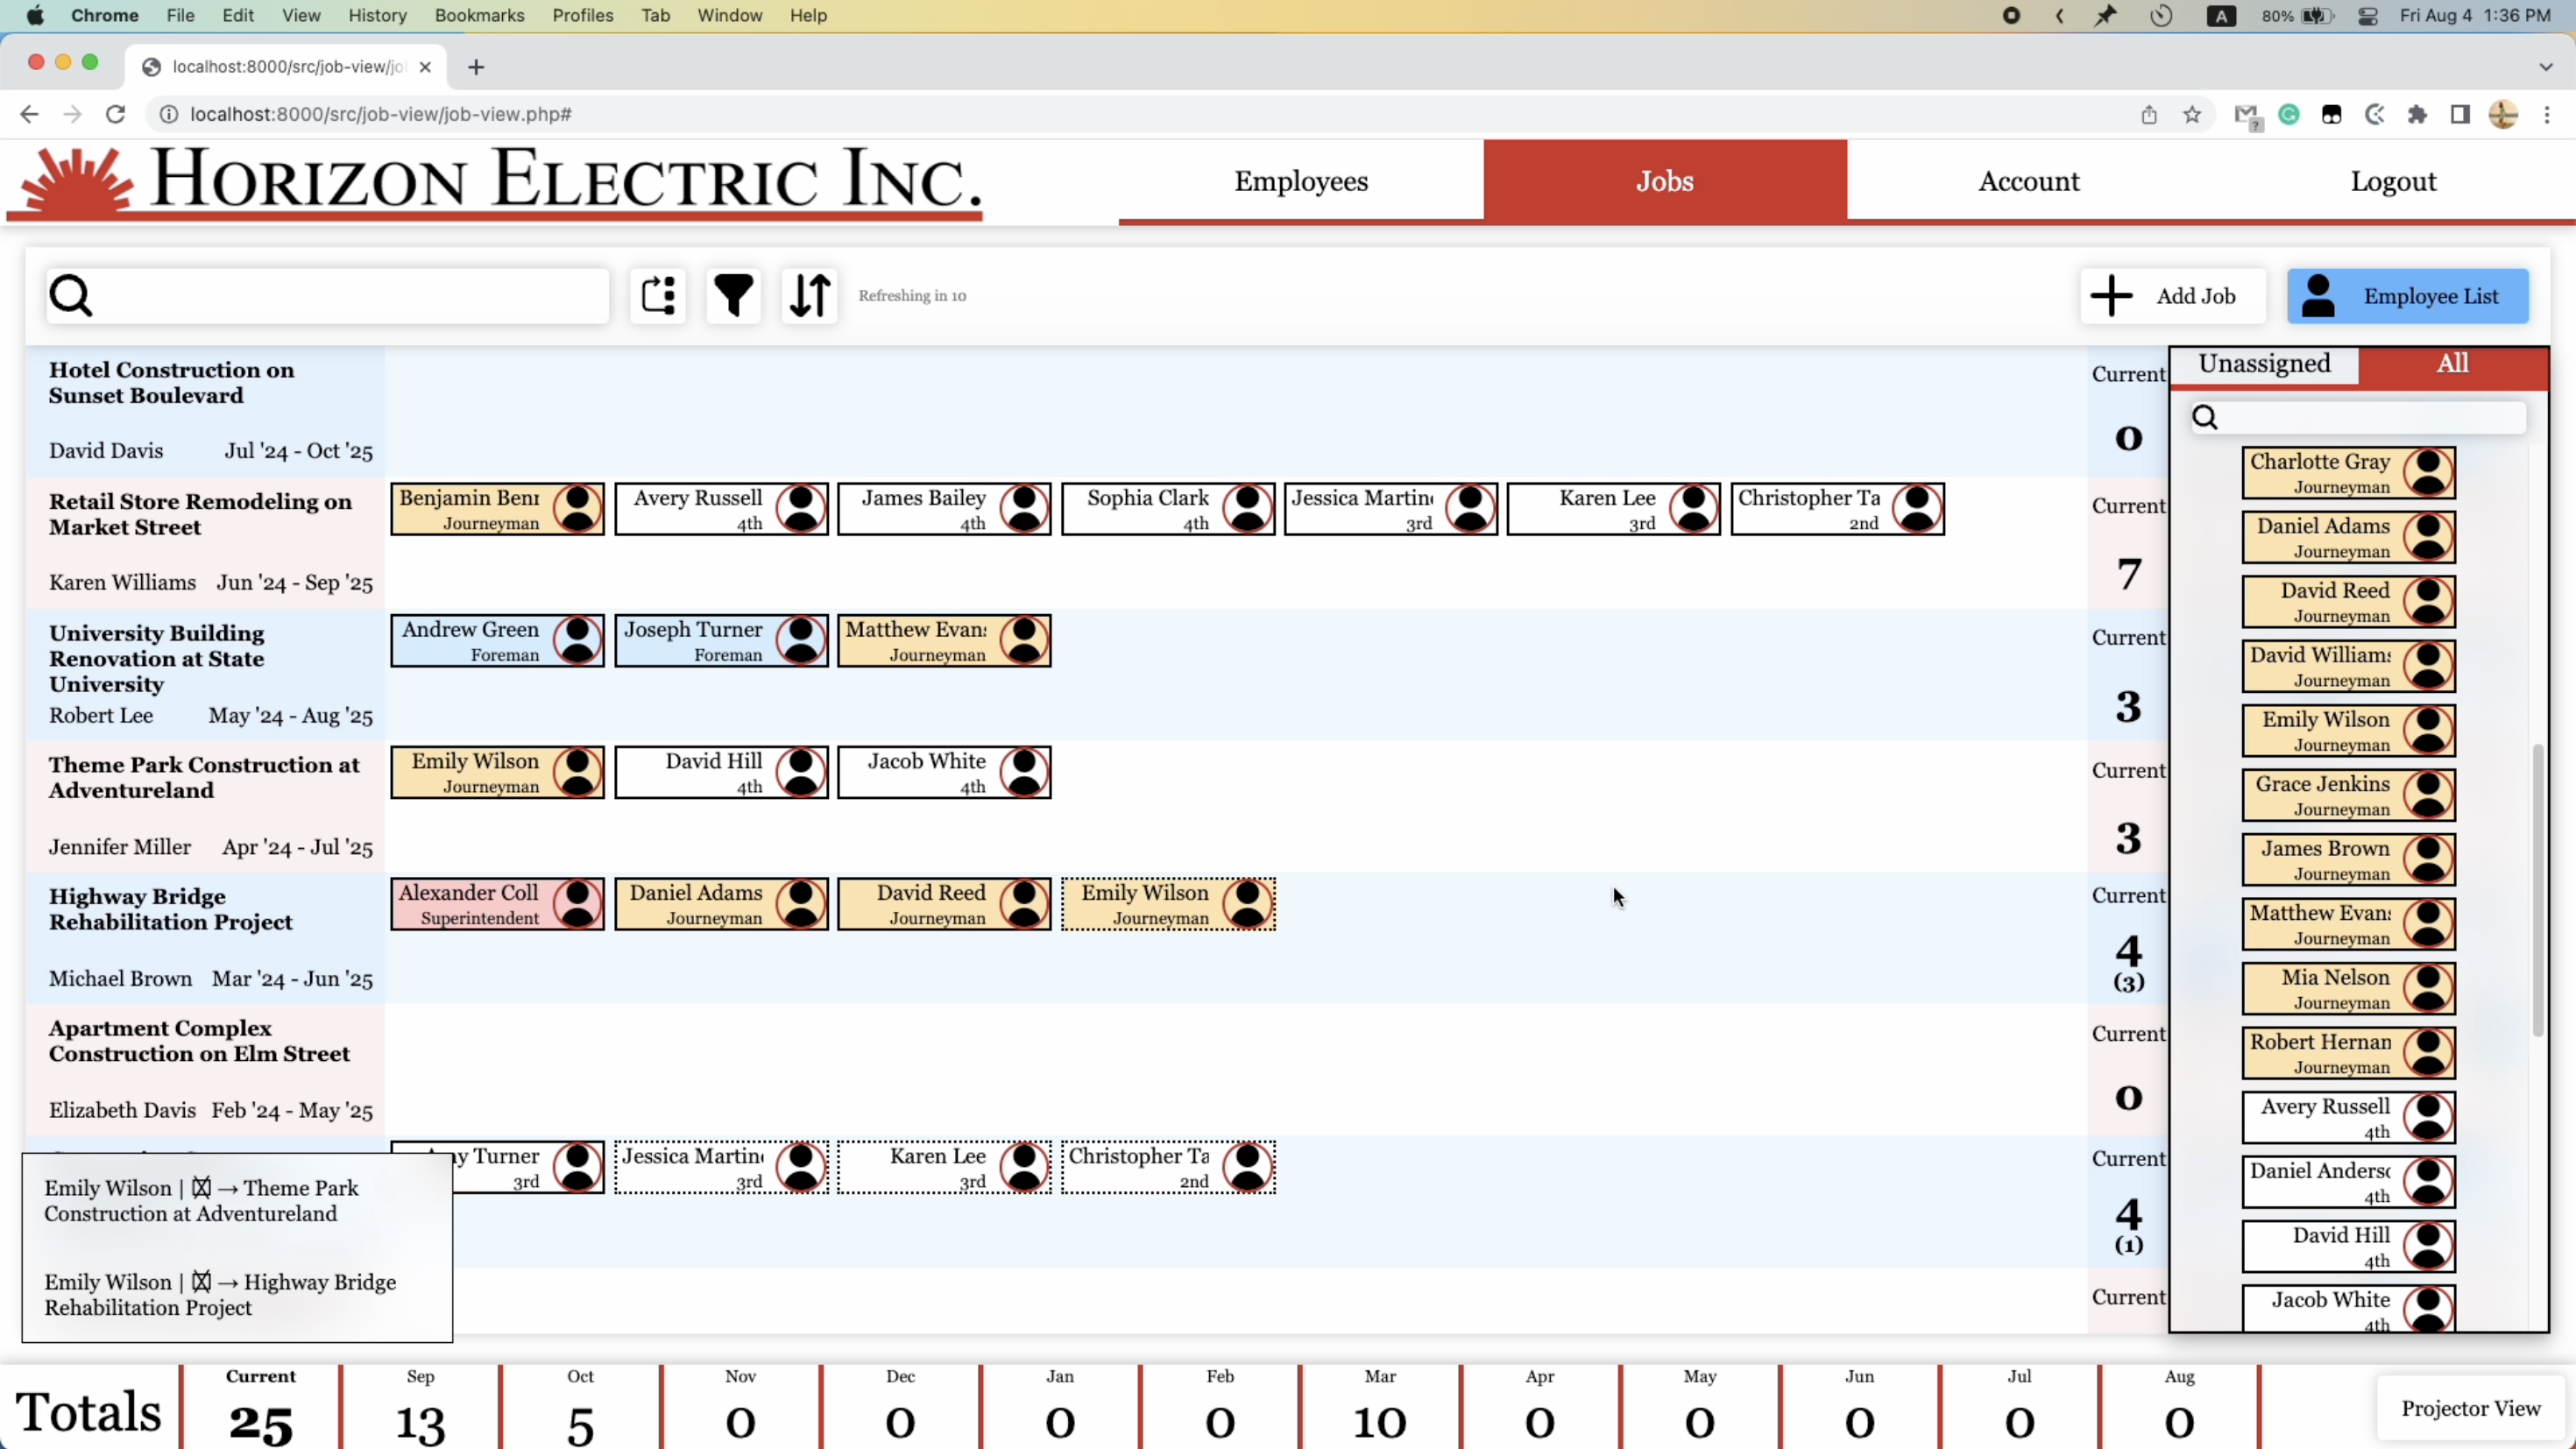 Chrome File Edit View History Bookmarks Profiles Tab Window Help
A 80% Fri Aug 4 1:36 PM
localhost:8000/src/job-view/jo
localhost:8000/src/job-view/job-view.php#
HORIZON ELECTRIC INC.
Employees Jobs Account Logout
Refreshing in 10
Add Job
Employee List
Hotel Construction on
Sunset Boulevard
David Davis Jul '24 - Oct '25
Current
0
Retail Store Remodeling on
Market Street
Karen Williams Jun '24 - Sep '25
Benjamin Benn
Journeyman
Avery Russell
4th
James Bailey
4th
Sophia Clark
4th
Jessica Martin
3rd
Karen Lee
3rd
Christopher Ta
2nd
Current
7
University Building
Renovation at State
University
Robert Lee May '24 - Aug '25
Andrew Green
Foreman
Joseph Turner
Foreman
Matthew Evans
Journeyman
Current
3
Theme Park Construction at
Adventureland
Jennifer Miller Apr '24 - Jul '25
Emily Wilson
Journeyman
David Hill
4th
Jacob White
4th
Current
3
Highway Bridge
Rehabilitation Project
Michael Brown Mar '24 - Jun '25
Alexander Coll
Superintendent
Daniel Adams
Journeyman
David Reed
Journeyman
Emily Wilson
Journeyman
Current
4
(3)
Apartment Complex
Construction on Elm Street
Elizabeth Davis Feb '24 - May '25
Current
0
y Turner
3rd
Jessica Martin
3rd
Karen Lee
3rd
Christopher Ta
2nd
Current
4
(1)
Current
Emily Wilson | → Theme Park
Construction at Adventureland
Emily Wilson | → Highway Bridge
Rehabilitation Project
Unassigned All
Charlotte Gray
Journeyman
Daniel Adams
Journeyman
David Reed
Journeyman
David Williams
Journeyman
Emily Wilson
Journeyman
Grace Jenkins
Journeyman
James Brown
Journeyman
Matthew Evans
Journeyman
Mia Nelson
Journeyman
Robert Hernan
Journeyman
Avery Russell
4th
Daniel Anderso
4th
David Hill
4th
Jacob White
4th
Totals
Current Sep Oct Nov Dec Jan Feb Mar Apr May Jun Jul Aug
25 13 5 0 0 0 0 10 0 0 0 0 0
Projector View